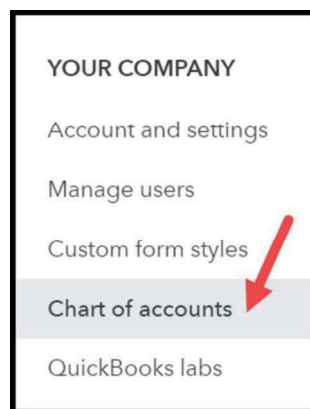 YOUR COMPANY
Account and settings
Manage users
Custom form styles
Chart of accounts
QuickBooks labs